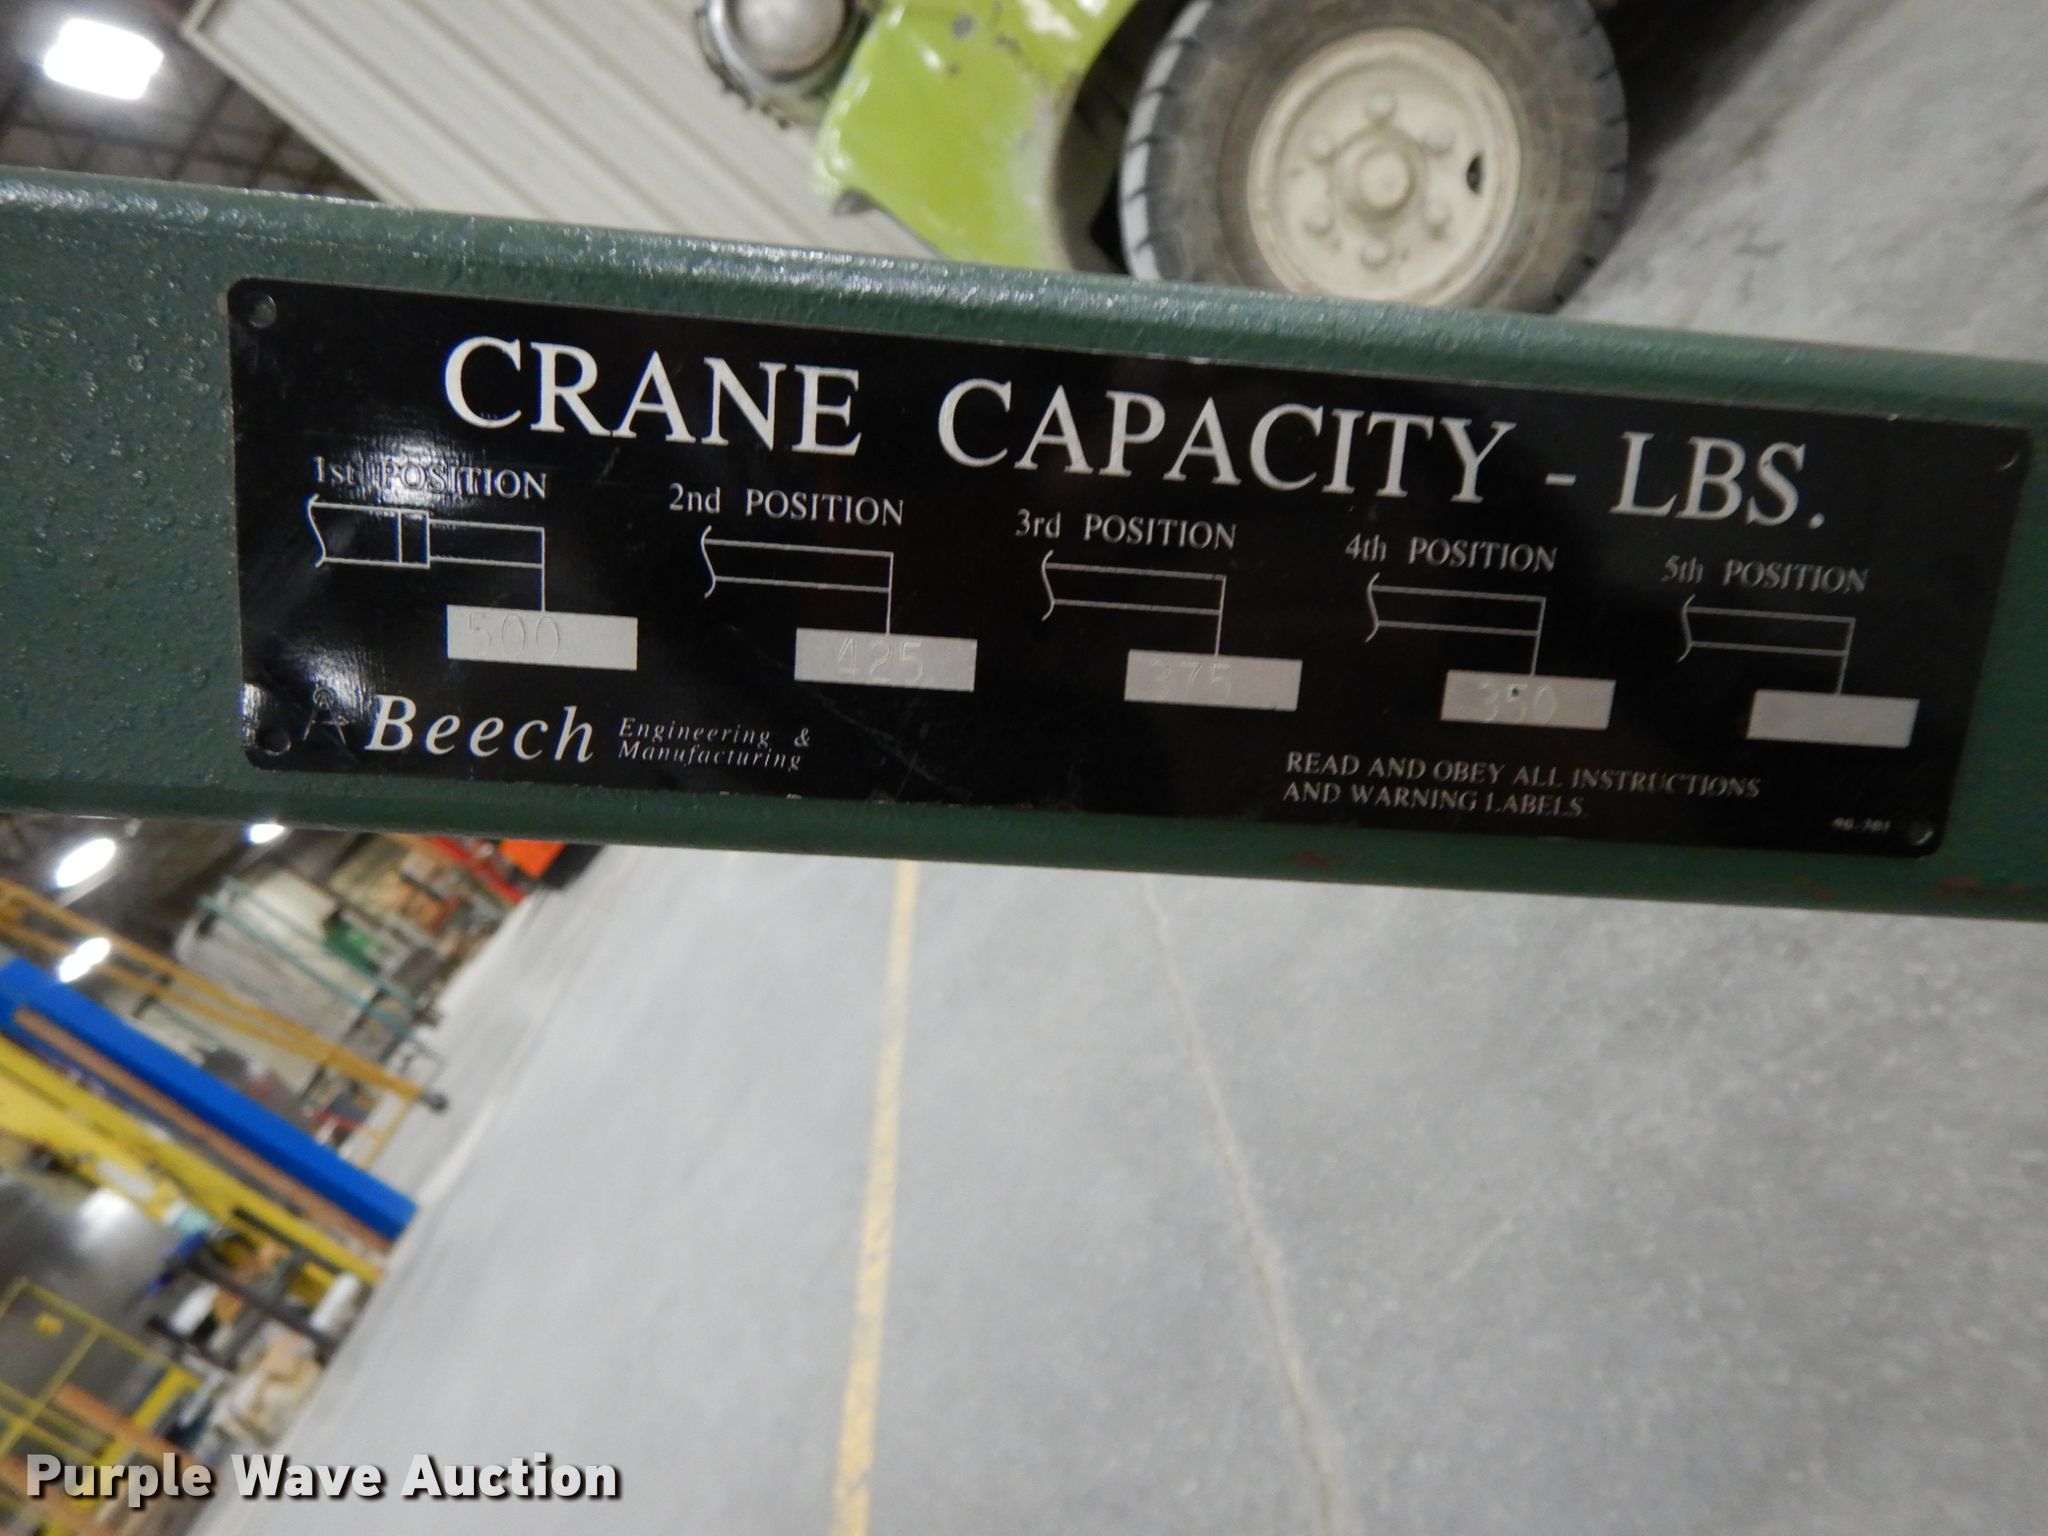 CRANE CAPACITY - LBS.
1st POSITION 2nd POSITION 3rd POSITION 4th POSITION 5th POSITION
500 425 375 350
Beech Engineering &
Manufacturing
READ AND OBEY ALL INSTRUCTIONS
AND WARNING LABELS.
Purple Wave Auction